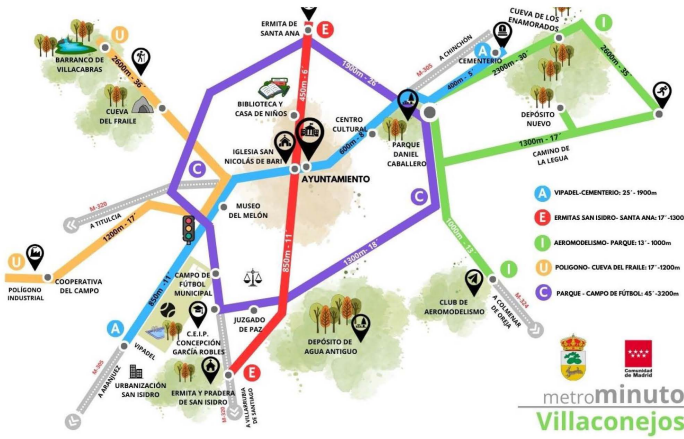 ERMITA DE
SANTA ANA
E
CUEVA DE LOS
ENAMORADOS
I
U
BARRANCO DE
VILLACABRAS
2600m - 36´
CUEVA
DEL FRAILE
1900m - 26
450m - 6´
M-305
A CHINCHÓN
A
CEMENTERIO
400m - 5´
2300m - 30´
2600m - 35´
BIBLIOTECA Y
CASA DE NIÑOS
CENTRO
CULTURAL
600m - 8´
PARQUE
DANIEL
CABALLERO
DEPÓSITO
NUEVO
1300m - 17´
CAMINO DE
LA LEGUA
IGLESIA SAN
NICOLÁS DE BARI
AYUNTAMIENTO
C
C
M-320
A TITULCIA
MUSEO
DEL MELÓN
1200m - 17´
U
POLÍGONO
INDUSTRIAL
COOPERATIVA
DEL CAMPO
850m - 11´
850m - 11´
1300m - 18
1000m - 13´
CAMPO DE
FÚTBOL
MUNICIPAL
C.E.I.P.
CONCEPCIÓN
GARCÍA ROBLES
JUZGADO
DE PAZ
DEPÓSITO DE
AGUA ANTIGUO
CLUB DE
AEROMODELISMO
I
A COLMENAR
DE OREJA
M-324
A
VIPADEL
M-305
A ARANJUEZ
URBANIZACIÓN
SAN ISIDRO
ERMITA Y PRADERA
DE SAN ISIDRO
E
M-320
A VILLARRUBIA
DE SANTIAGO
A VIPADEL-CEMENTERIO: 25´ - 1900m
E ERMITAS SAN ISIDRO- SANTA ANA: 17´-1300
I AEROMODELISMO- PARQUE: 13´ - 1000m
U POLIGONO- CUEVA DEL FRAILE: 17´ -1200m
C PARQUE - CAMPO DE FÚTBOL: 45´ -3200m
Comunidad
de Madrid
metrominuto
Villaconejos